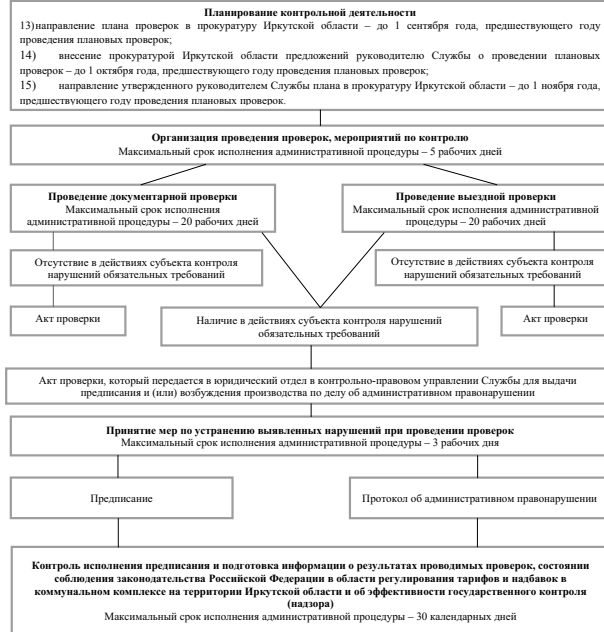 Планирование контрольной деятельности
13)направление плана проверок в прокуратуру Иркутской области – до 1 сентября года, предшествующего году
проведения плановых проверок;
14) внесение прокуратурой Иркутской области предложений руководителю Службы о проведении плановых
проверок – до 1 октября года, предшествующего году проведения плановых проверок;
15) направление утвержденного руководителем Службы плана в прокуратуру Иркутской области – до 1 ноября года,
предшествующего году проведения плановых проверок.
Организация проведения проверок, мероприятий по контролю
Максимальный срок исполнения административной процедуры – 5 рабочих дней
Проведение документарной проверки
Максимальный срок исполнения
административной процедуры – 20 рабочих дней
Проведение выездной проверки
Максимальный срок исполнения административной
процедуры – 20 рабочих дней
Отсутствие в действиях субъекта контроля
нарушений обязательных требований
Отсутствие в действиях субъекта контроля
нарушений обязательных требований
Акт проверки
Наличие в действиях субъекта контроля нарушений
обязательных требований
Акт проверки
Акт проверки, который передается в юридический отдел в контрольно-правовом управлении Службы для выдачи
предписания и (или) возбуждения производства по делу об административном правонарушении
Принятие мер по устранению выявленных нарушений при проведении проверок
Максимальный срок исполнения административной процедуры – 3 рабочих дня
Предписание
Протокол об административном правонарушении
Контроль исполнения предписания и подготовка информации о результатах проводимых проверок, состоянии
соблюдения законодательства Российской Федерации в области регулирования тарифов и надбавок в
коммунальном комплексе на территории Иркутской области и об эффективности государственного контроля
(надзора)
Максимальный срок исполнения административной процедуры – 30 календарных дней